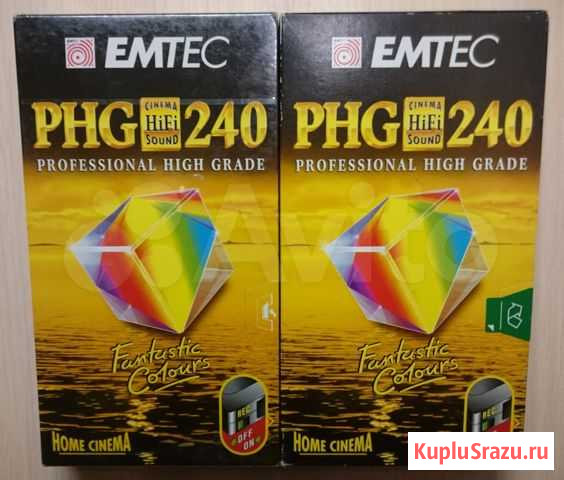 EMTEC
PHG CINEMA HiFi SOUND 240
PROFESSIONAL HIGH GRADE
Fantastic
Colours
REC
OFF
ON
HOME CINEMA
EMTEC
PHG CINEMA HiFi SOUND 240
PROFESSIONAL HIGH GRADE
Fantastic
Colours
REC
HOME CINEMA
Avito
KupluSrazu.ru